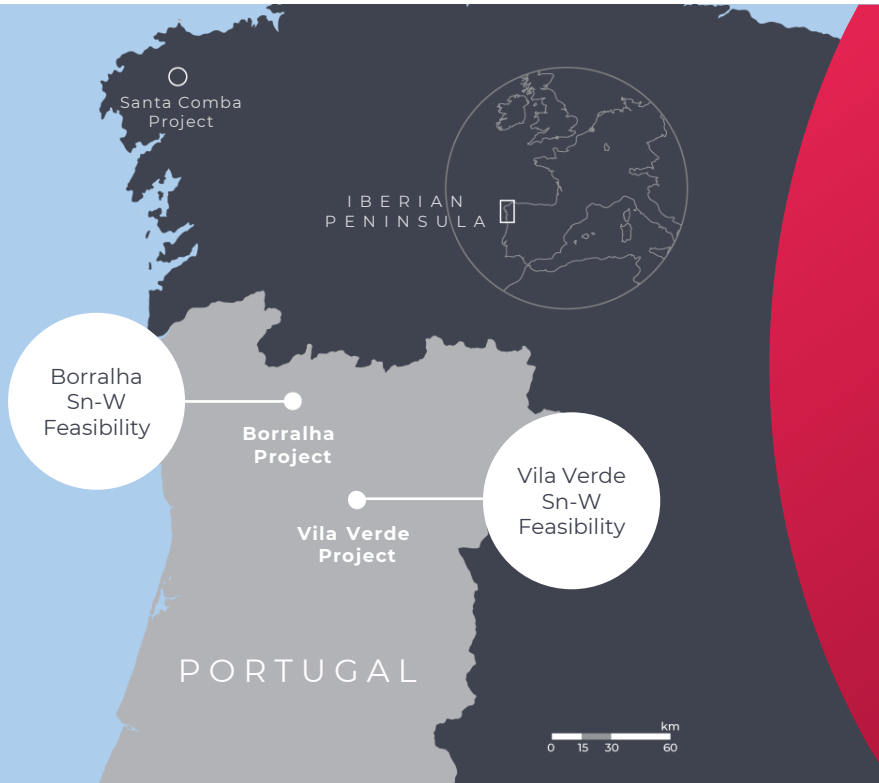 Santa Comba
Project
IBERIAN
PENINSULA
Borralha
Sn-W
Feasibility
Borralha
Project
Vila Verde
Sn-W
Feasibility
Vila Verde
Project
PORTUGAL
km
0 15 30 60